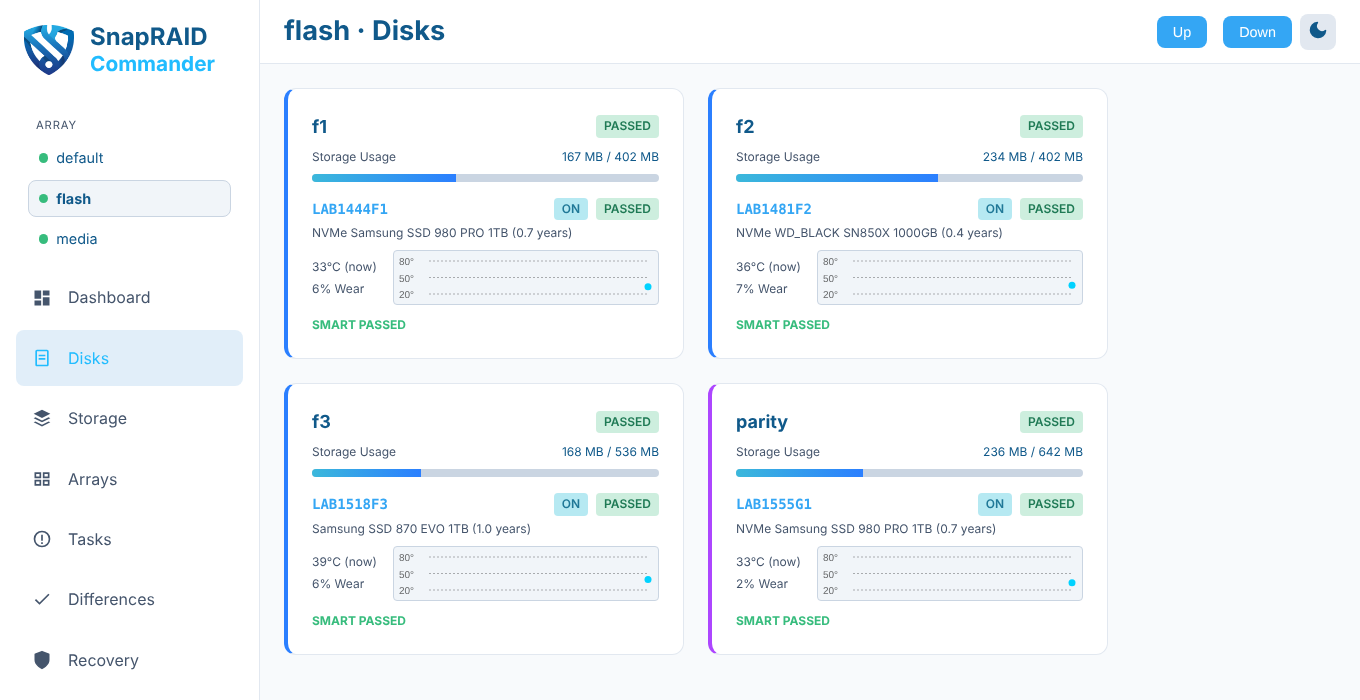 SnapRAID
Commander
ARRAY
default
flash
media
Dashboard
Disks
Storage
Arrays
Tasks
Differences
Recovery
flash · Disks
Up
Down
f1
PASSED
Storage Usage
167 MB / 402 MB
LAB1444F1
ON
PASSED
NVMe Samsung SSD 980 PRO 1TB (0.7 years)
33°C (now)
6% Wear
80°
50°
20°
SMART PASSED
f2
PASSED
Storage Usage
234 MB / 402 MB
LAB1481F2
ON
PASSED
NVMe WD_BLACK SN850X 1000GB (0.4 years)
36°C (now)
7% Wear
80°
50°
20°
SMART PASSED
f3
PASSED
Storage Usage
168 MB / 536 MB
LAB1518F3
ON
PASSED
Samsung SSD 870 EVO 1TB (1.0 years)
39°C (now)
6% Wear
80°
50°
20°
SMART PASSED
parity
PASSED
Storage Usage
236 MB / 642 MB
LAB1555G1
ON
PASSED
NVMe Samsung SSD 980 PRO 1TB (0.7 years)
33°C (now)
2% Wear
80°
50°
20°
SMART PASSED